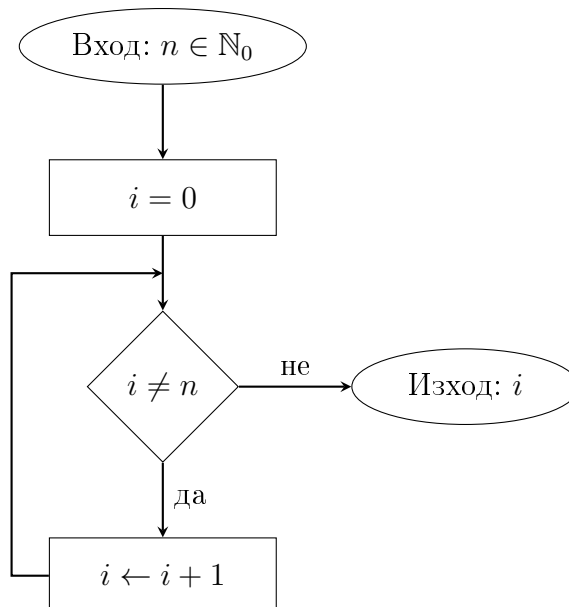 Вход: n ∈ ℕ₀
i = 0
i ≠ n
не
Изход: i
да
i ← i + 1